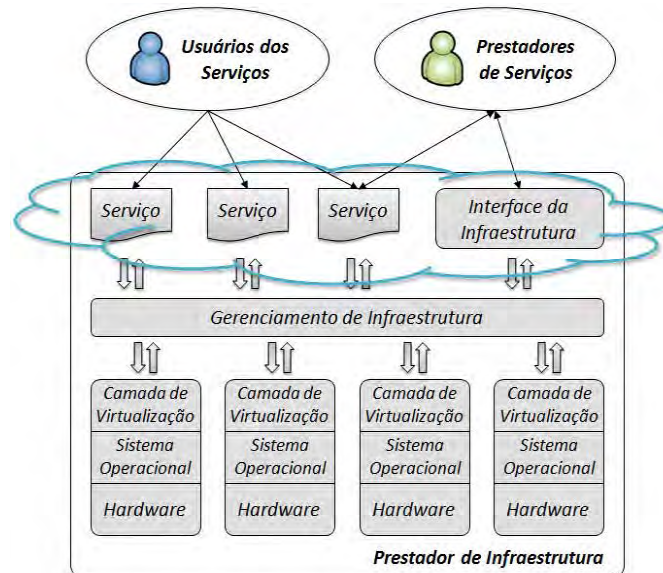 Usuários dos
Serviços
Prestadores
de Serviços
Serviço
Serviço
Serviço
Interface da
Infraestrutura
Gerenciamento de Infraestrutura
Camada de
Virtualização
Sistema
Operacional
Hardware
Camada de
Virtualização
Sistema
Operacional
Hardware
Camada de
Virtualização
Sistema
Operacional
Hardware
Camada de
Virtualização
Sistema
Operacional
Hardware
Prestador de Infraestrutura